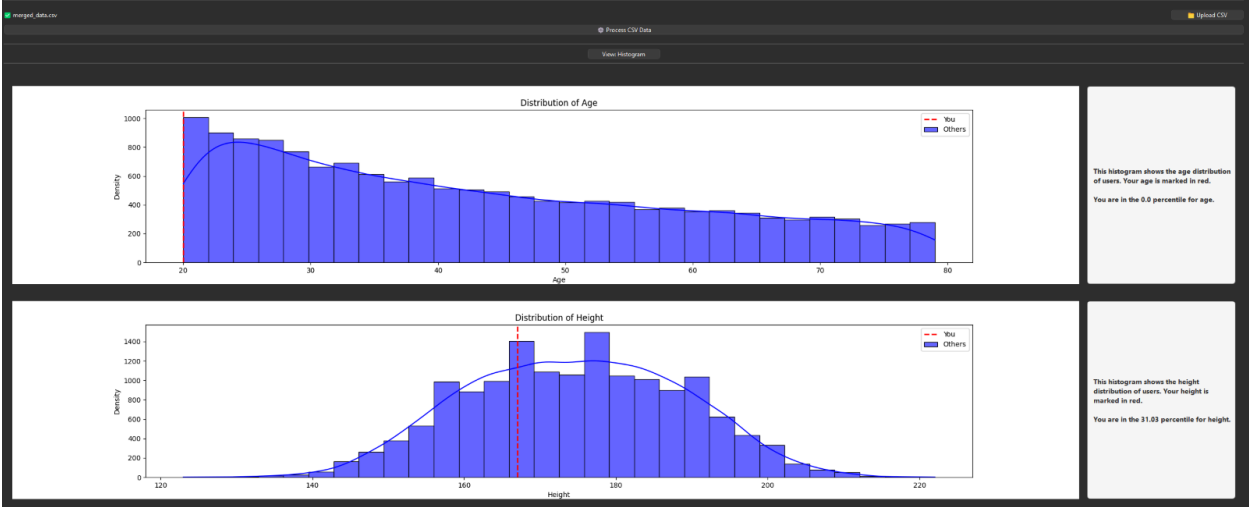 merged_data.csv
Upload CSV
Process CSV Data
View: Histogram
Distribution of Age
1000
800
600
400
200
0
Density
You
Others
20 30 40 50 60 70 80
Age
This histogram shows the age distribution
of users. Your age is marked in red.
You are in the 0.0 percentile for age.
Distribution of Height
1400
1200
1000
800
600
400
200
0
Density
You
Others
120 140 160 180 200 220
Height
This histogram shows the height
distribution of users. Your height is
marked in red.
You are in the 31.03 percentile for height.